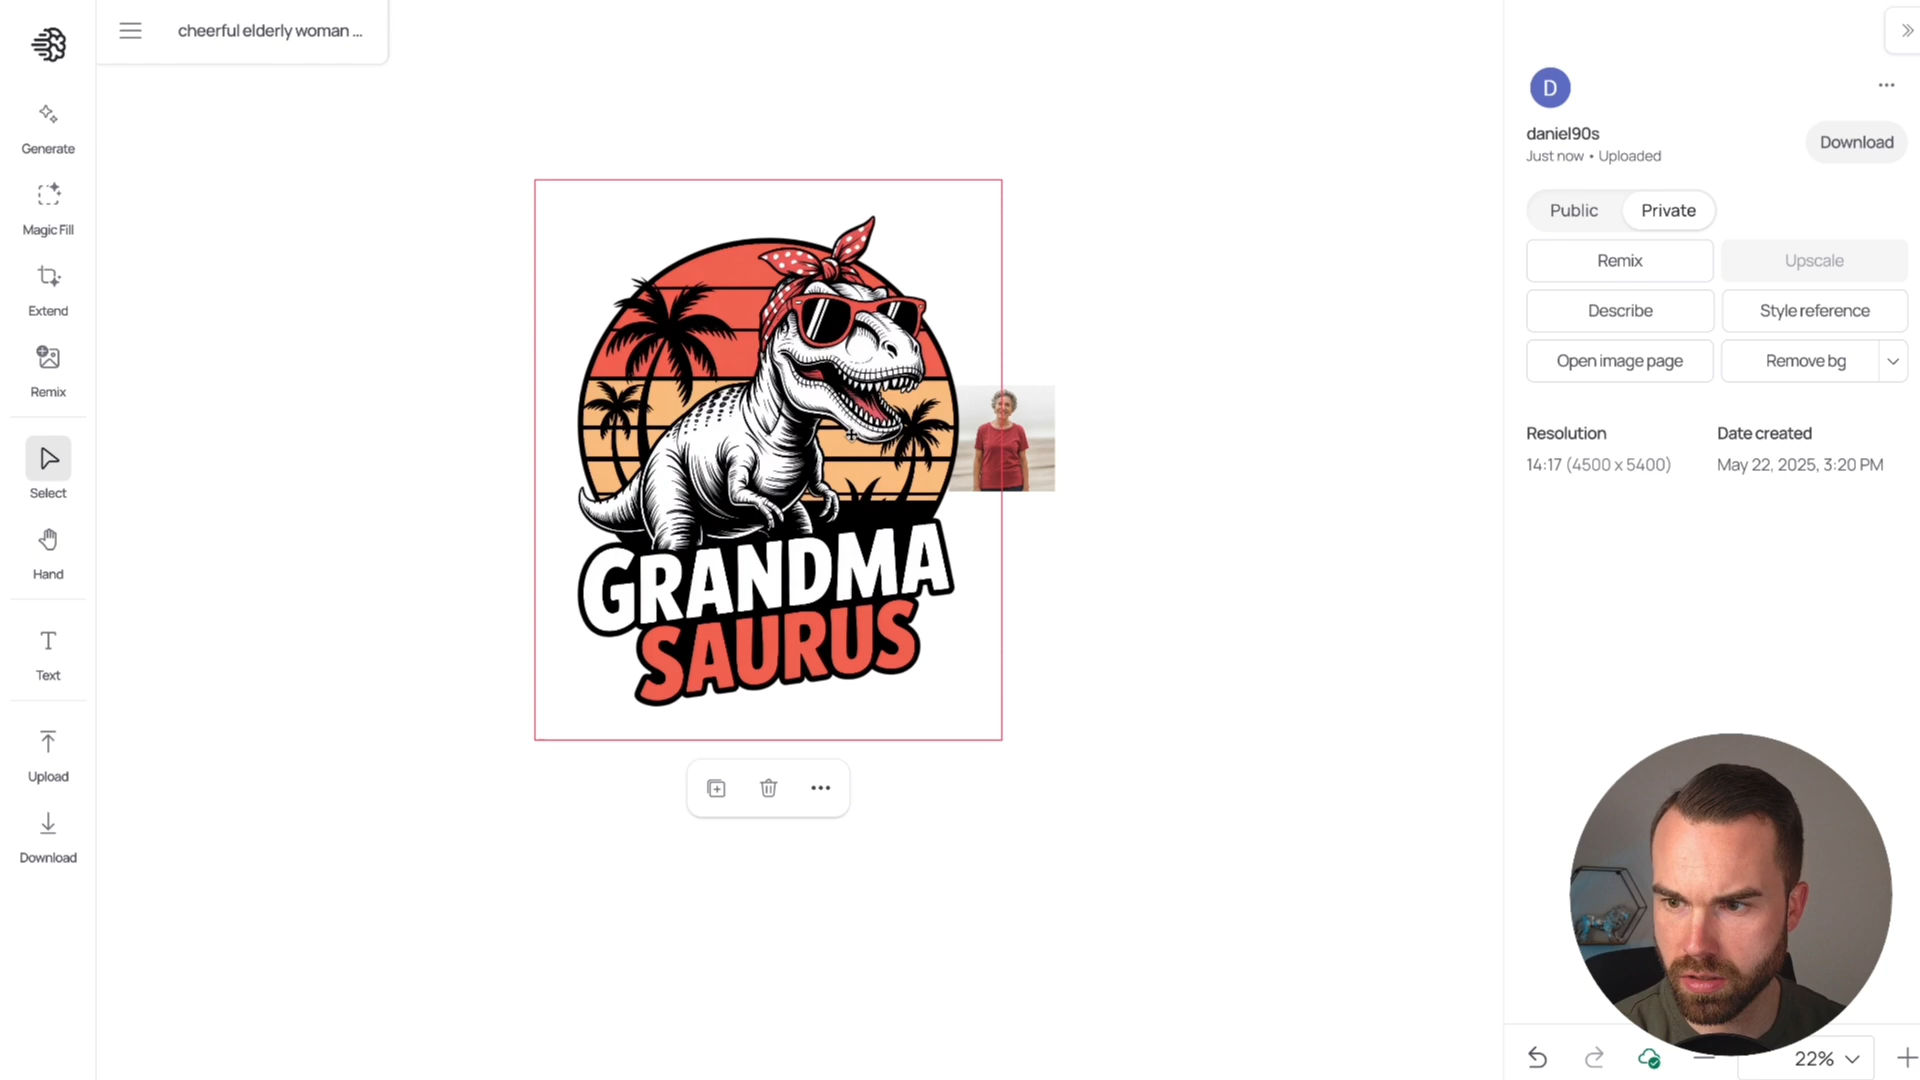 cheerful elderly woman ...
D
daniel90s
Just now • Uploaded
Download
Public
Private
Remix
Upscale
Describe
Style reference
Open image page
Remove bg
Resolution
14:17 (4500 x 5400)
Date created
May 22, 2025, 3:20 PM
Generate
Magic Fill
Extend
Remix
Select
Hand
T
Text
Upload
Download
GRANDMA
SAURUS
22%